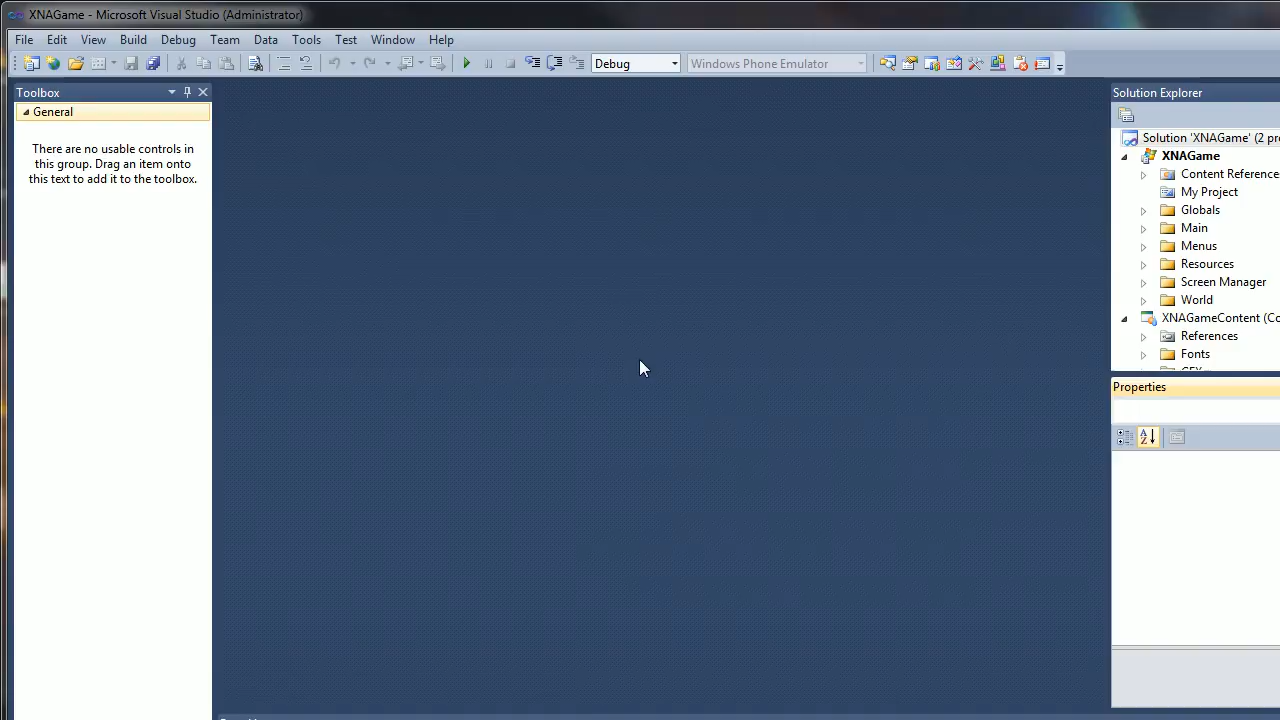 XNAGame - Microsoft Visual Studio (Administrator)
File Edit View Build Debug Team Data Tools Test Window Help
Debug Windows Phone Emulator
Toolbox
General
There are no usable controls in
this group. Drag an item onto
this text to add it to the toolbox.
Solution Explorer
Solution 'XNAGame' (2 pr
XNAGame
Content Reference
My Project
Globals
Main
Menus
Resources
Screen Manager
World
XNAGameContent (Co
References
Fonts
Properties